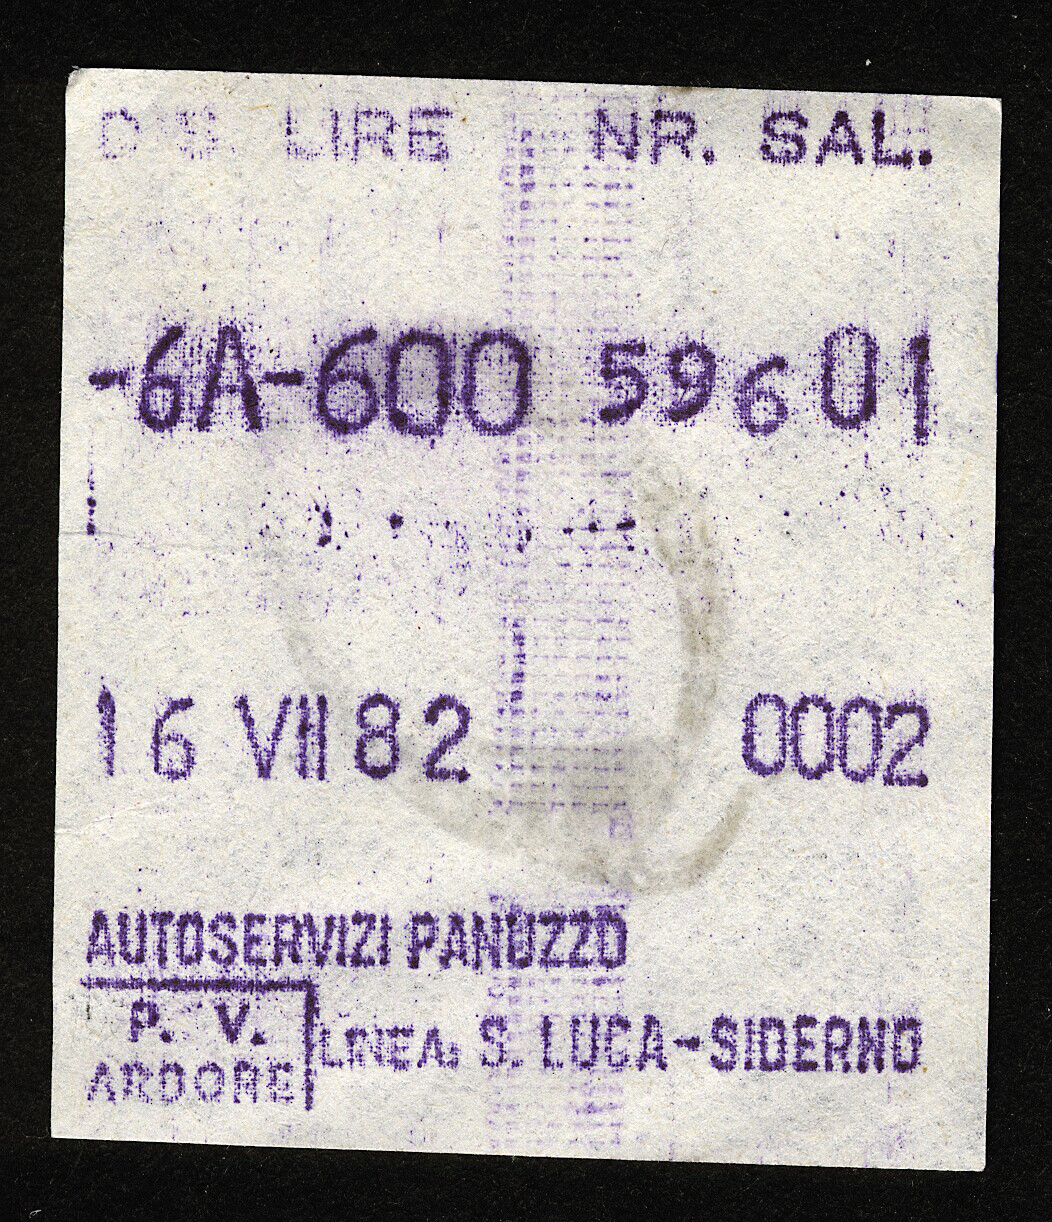 D S. LIRE NR. SAL.
-6A-600 59601
16 VII 82 0002
AUTOSERVIZI PANUZZO
P. V.
ARDORE
LINEA: S. LUCA-SIDERNO